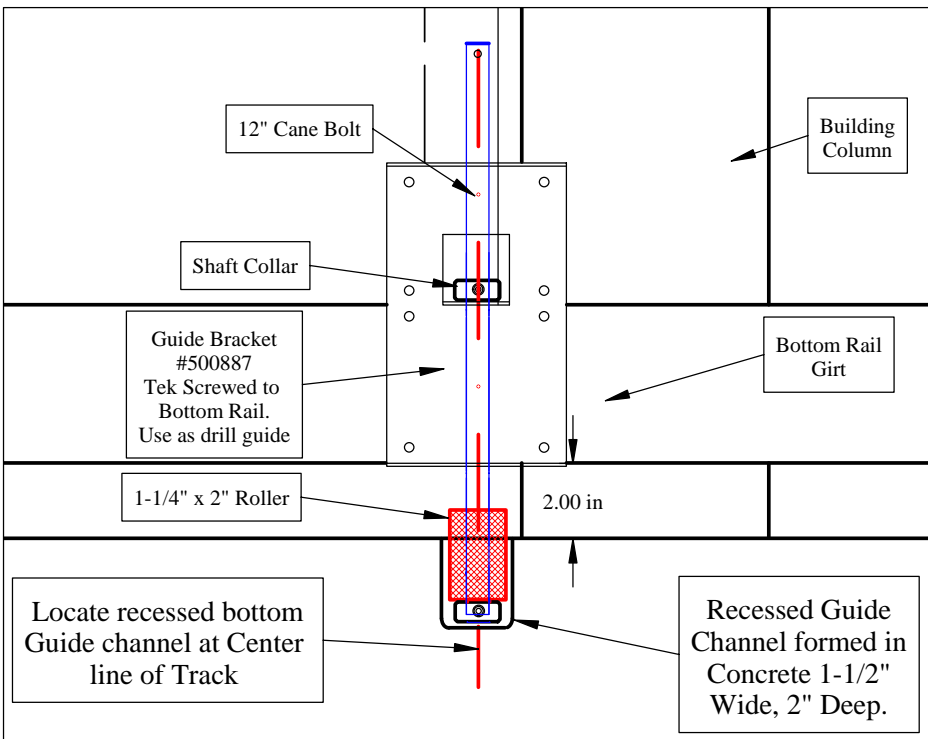 12" Cane Bolt
Building
Column
Shaft Collar
Guide Bracket
#500887
Tek Screwed to
Bottom Rail.
Use as drill guide
Bottom Rail
Girt
1-1/4" x 2" Roller
2.00 in
Locate recessed bottom
Guide channel at Center
line of Track
Recessed Guide
Channel formed in
Concrete 1-1/2"
Wide, 2" Deep.